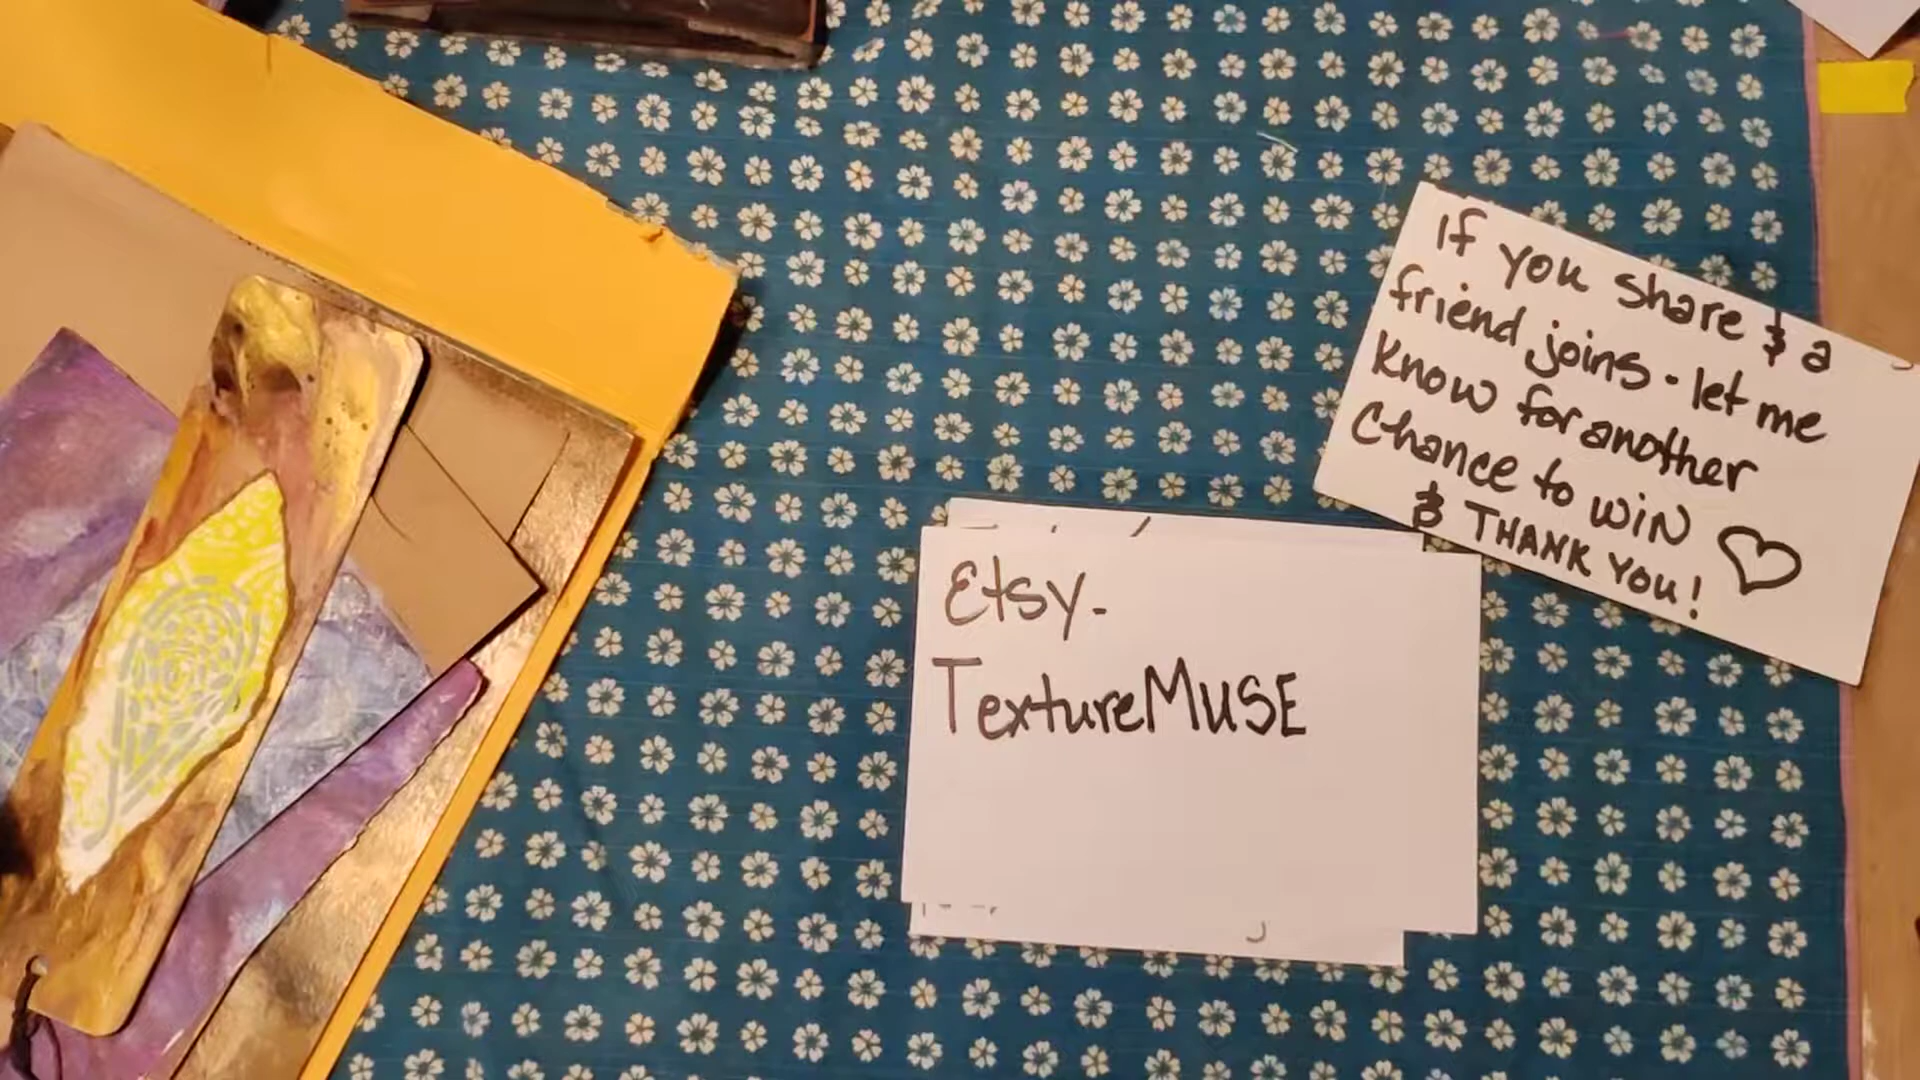 If you share & a
friend joins - let me
know for another
chance to win
& THANK YOU!
Etsy -
TextureMUSE